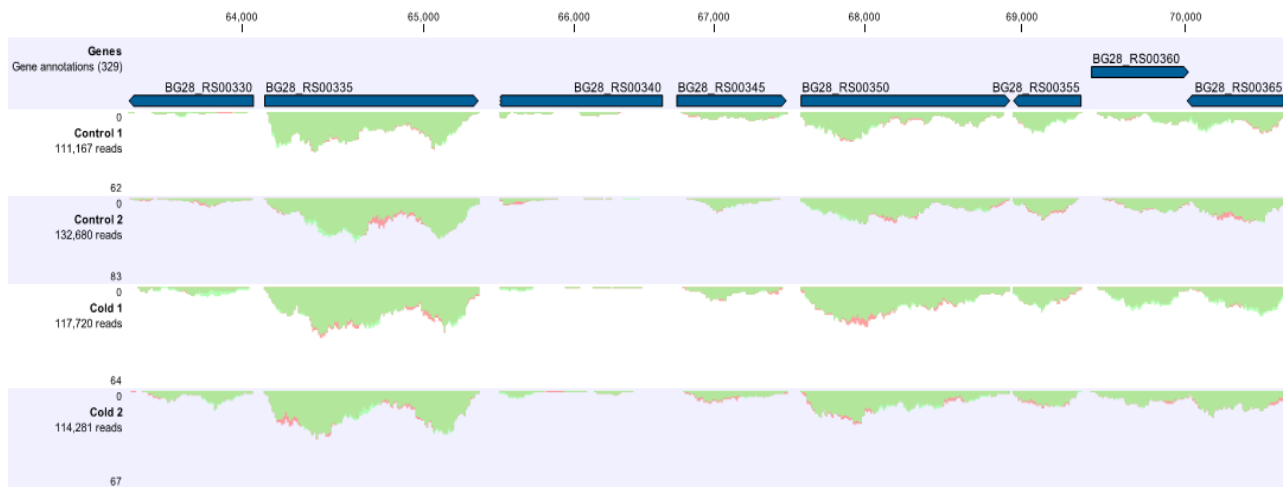 64,000 65,000 66,000 67,000 68,000 69,000 70,000
Genes
Gene annotations (329)
BG28_RS00360
BG28_RS00330 BG28_RS00335 BG28_RS00340 BG28_RS00345 BG28_RS00350 BG28_RS00355 BG28_RS00365
0
Control 1
111,167 reads
62
0
Control 2
132,680 reads
83
0
Cold 1
117,720 reads
64
0
Cold 2
114,281 reads
67